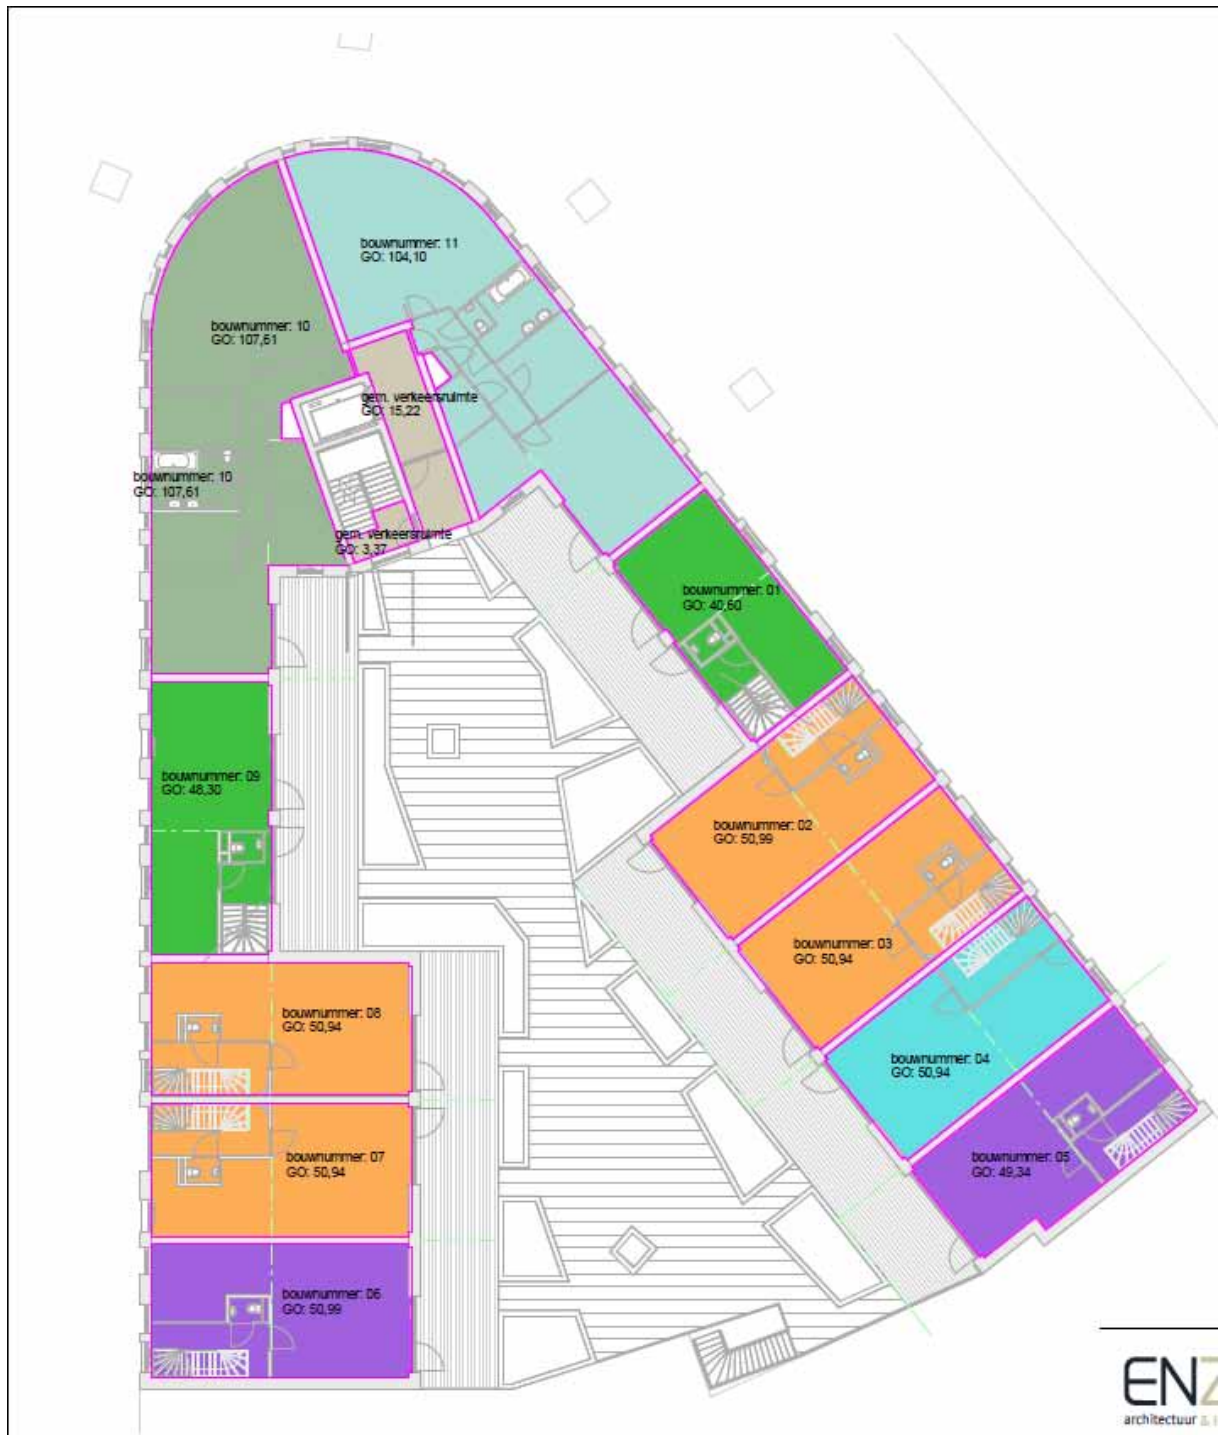 bouwnummer: 11
GO: 104,10
bouwnummer: 10
GO: 107,61
gem. verkeersruimte
GO: 15,22
bouwnummer: 10
GO: 107,61
gem. verkeersruimte
GO: 3,37
bouwnummer: 01
GO: 40,60
bouwnummer: 09
GO: 48,30
bouwnummer: 02
GO: 50,99
bouwnummer: 03
GO: 50,94
bouwnummer: 08
GO: 50,94
bouwnummer: 04
GO: 50,94
bouwnummer: 07
GO: 50,94
bouwnummer: 05
GO: 49,34
bouwnummer: 06
GO: 50,99
ENZ
architectuur &